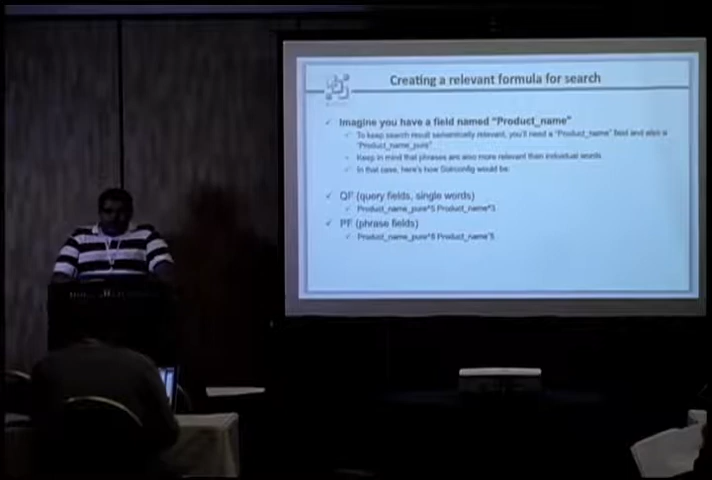 Creating a relevant formula for search
Imagine you have a field named "Product_name"
To keep search result semantically relevant, you'll need a "Product_name" field and also a
"Product_name_pure"
Keep in mind that phrases are also more relevant than individual words
In that case, here's how Solrconfig would be:
QF (query fields, single words)
Product_name_pure^5 Product_name^3
PF (phrase fields)
Product_name_pure^8 Product_name^5